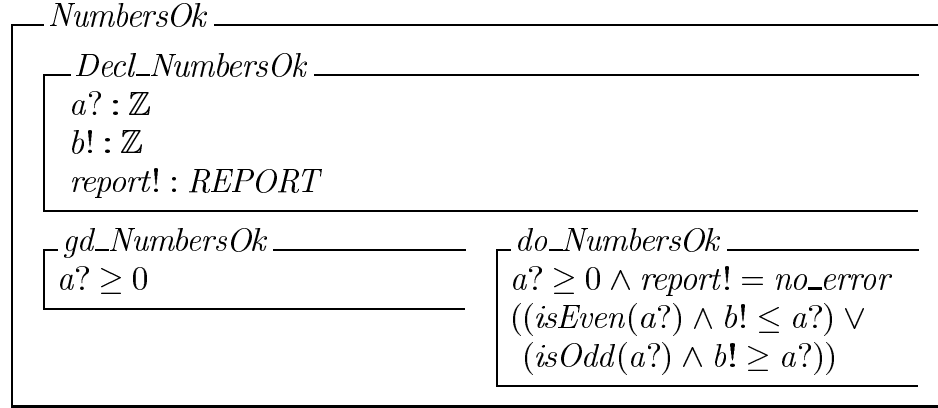 NumbersOk
Decl_NumbersOk
a? : ℤ
b! : ℤ
report! : REPORT
gd_NumbersOk
a? ≥ 0
do_NumbersOk
a? ≥ 0 ∧ report! = no_error
((isEven(a?) ∧ b! ≤ a?) ∨
(isOdd(a?) ∧ b! ≥ a?))